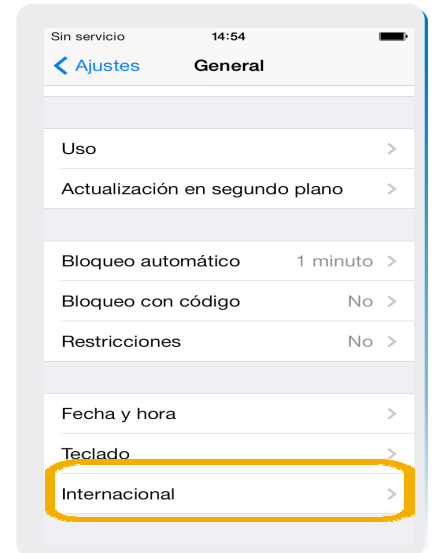 Sin servicio 14:54
Ajustes General
Uso
Actualización en segundo plano
Bloqueo automático 1 minuto
Bloqueo con código No
Restricciones No
Fecha y hora
Teclado
Internacional